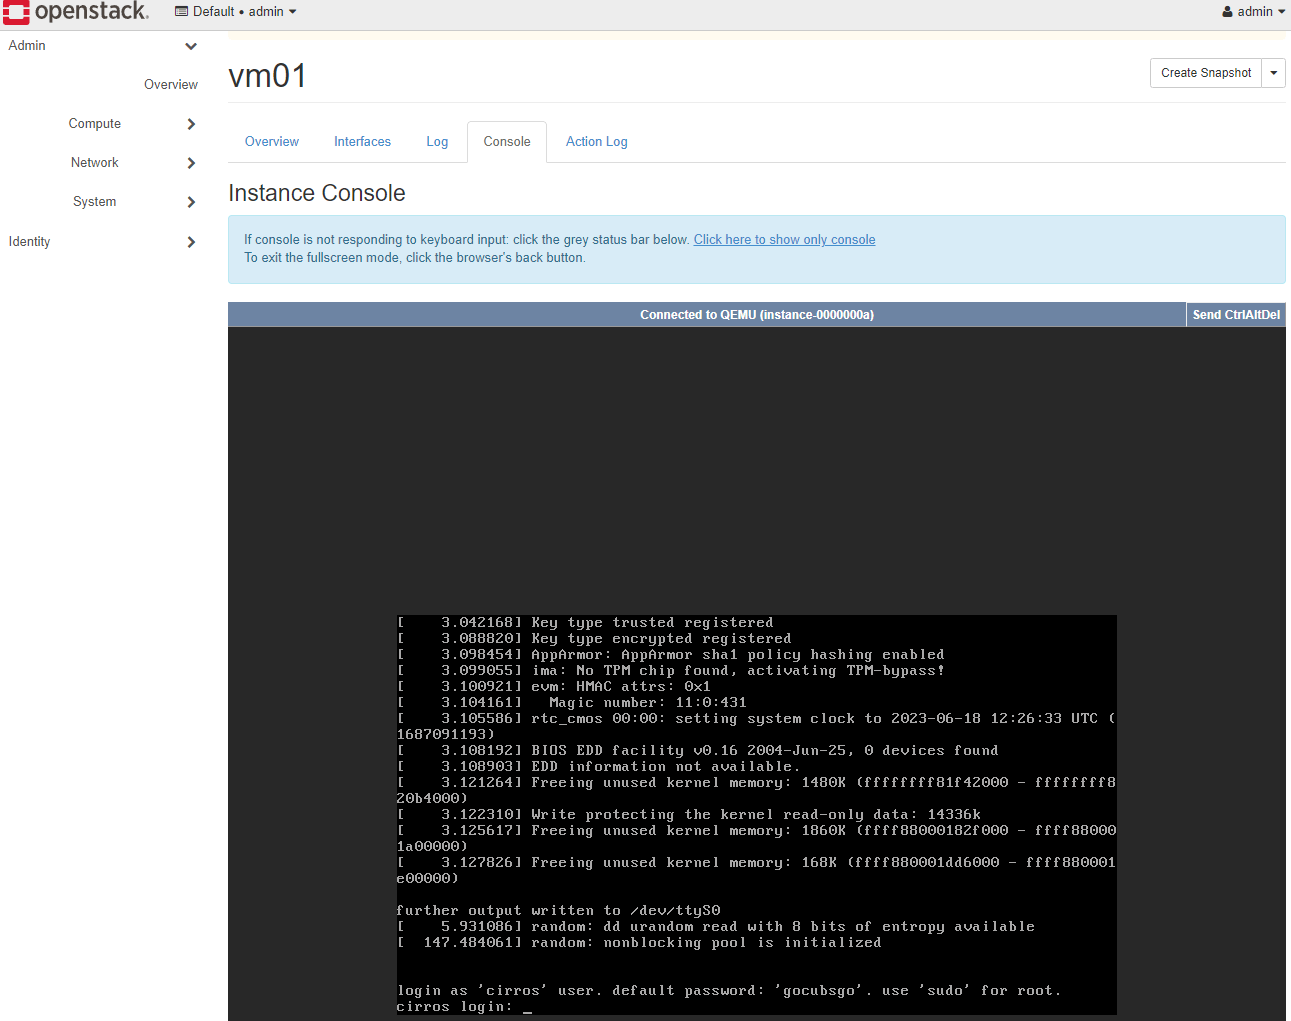 openstack. Default • admin admin
Admin
Overview
Compute
Network
System
Identity
vm01
Create Snapshot
Overview Interfaces Log Console Action Log
Instance Console
If console is not responding to keyboard input: click the grey status bar below. Click here to show only console
To exit the fullscreen mode, click the browser's back button.
Connected to QEMU (instance-0000000a) Send CtrlAltDel
[    3.042168] Key type trusted registered
[    3.088820] Key type encrypted registered
[    3.098454] AppArmor: AppArmor sha1 policy hashing enabled
[    3.099055] ima: No TPM chip found, activating TPM-bypass!
[    3.100921] evm: HMAC attrs: 0x1
[    3.104161]   Magic number: 11:0:431
[    3.105586] rtc_cmos 00:00: setting system clock to 2023-06-18 12:26:33 UTC (
1687091193)
[    3.108192] BIOS EDD facility v0.16 2004-Jun-25, 0 devices found
[    3.108903] EDD information not available.
[    3.121264] Freeing unused kernel memory: 1480K (ffffffff81f42000 - ffffffff8
20b4000)
[    3.122310] Write protecting the kernel read-only data: 14336k
[    3.125617] Freeing unused kernel memory: 1860K (ffff88000182f000 - ffff88000
1a00000)
[    3.127826] Freeing unused kernel memory: 168K (ffff880001dd6000 - ffff880001
e00000)
further output written to /dev/ttyS0
[    5.931086] random: dd urandom read with 8 bits of entropy available
[  147.484061] random: nonblocking pool is initialized
login as 'cirros' user. default password: 'gocubsgo'. use 'sudo' for root.
cirros login: _